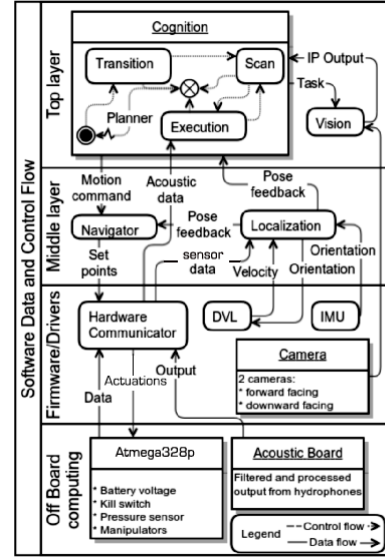 Software Data and Control Flow
Top layer
Cognition
Transition
Scan
Planner
Execution
IP Output
Task
Vision
Middle layer
Motion
command
Acoustic
data
Pose
feedback
Navigator
Pose
feedback
Localization
Set
points
sensor
data
Velocity
Orientation
Orientation
Firmware/Drivers
Hardware
Communicator
DVL
IMU
Camera
2 cameras:
* forward facing
* downward facing
Data
Actuations
Output
Off Board
computing
Atmega328p
* Battery voltage
* Kill switch
* Pressure sensor
* Manipulators
Acoustic Board
Filtered and processed
output from hydrophones
Legend
Control flow
Data flow